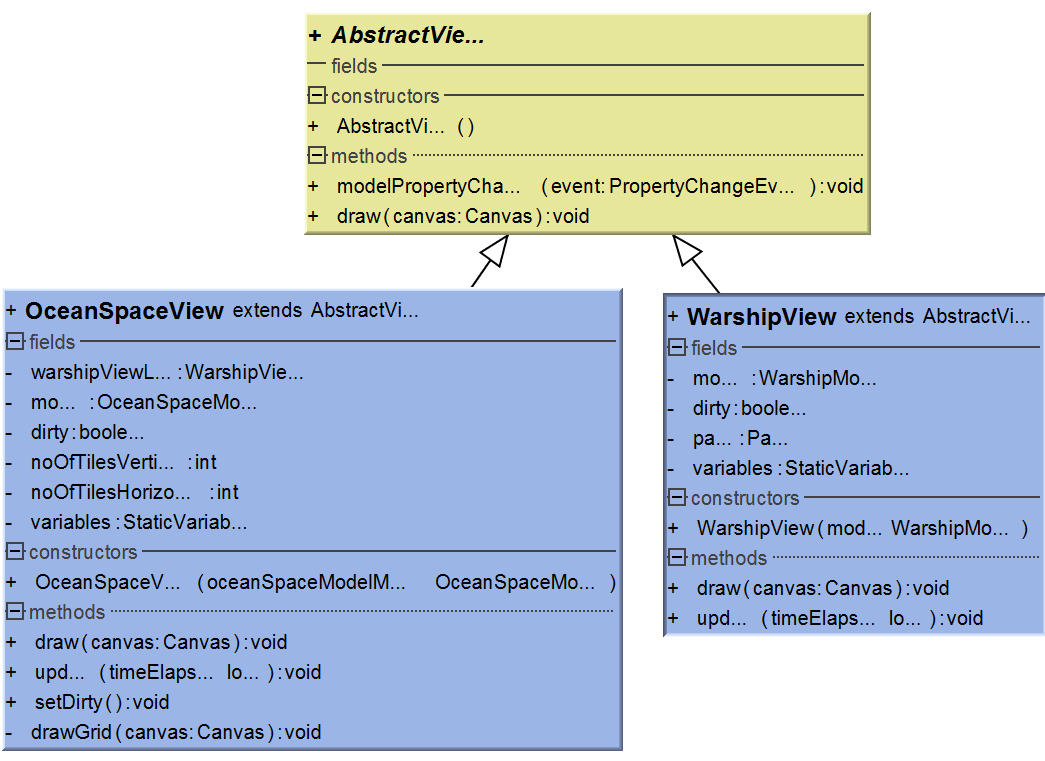 + AbstractVie...
fields
constructors
+ AbstractVi... ()
methods
+ modelPropertyCha... (event:PropertyChangeEv... ):void
+ draw(canvas:Canvas):void
+ OceanSpaceView extends AbstractVi...
fields
- warshipViewL... :WarshipVie...
- mo... :OceanSpaceMo...
- dirty:boole...
- noOfTilesVerti... :int
- noOfTilesHorizo... :int
- variables:StaticVariab...
constructors
+ OceanSpaceV... (oceanSpaceModelM... OceanSpaceMo... )
methods
+ draw(canvas:Canvas):void
+ upd... (timeElaps... lo... ):void
+ setDirty():void
- drawGrid(canvas:Canvas):void
+ WarshipView extends AbstractVi...
fields
- mo... :WarshipMo...
- dirty:boole...
- pa... :Pa...
- variables:StaticVariab...
constructors
+ WarshipView(mod... WarshipMo... )
methods
+ draw(canvas:Canvas):void
+ upd... (timeElaps... lo... ):void